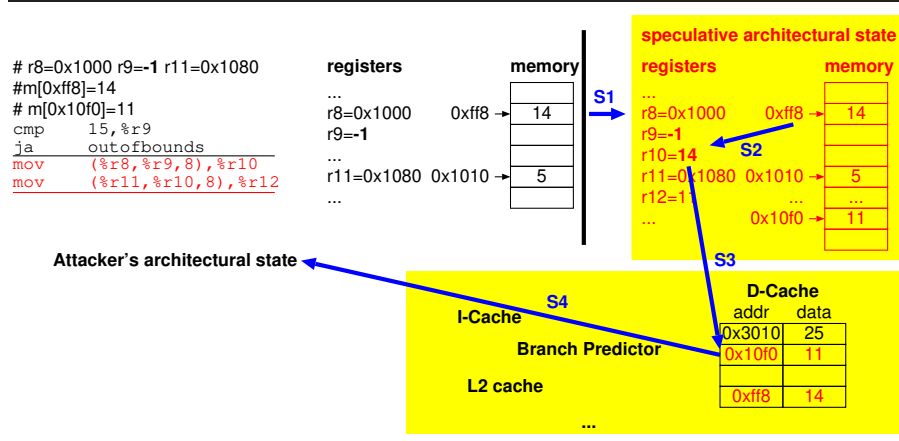 # r8=0x1000 r9=-1 r11=0x1080
#m[0xff8]=14
# m[0x10f0]=11
cmp 15,%r9
ja outofbounds
mov (%r8,%r9,8),%r10
mov (%r11,%r10,8),%r12
registers memory
...
r8=0x1000 0xff8 14
r9=-1
...
r11=0x1080 0x1010 5
...
S1
speculative architectural state
registers memory
...
r8=0x1000 0xff8 14
r9=-1
S2
r10=14
r11=0x1080 0x1010 5
r12=11 ... ...
... 0x10f0 11
S3
Attacker's architectural state
S4
D-Cache
addr data
I-Cache
0x3010 25
Branch Predictor
0x10f0 11
L2 cache
0xff8 14
...